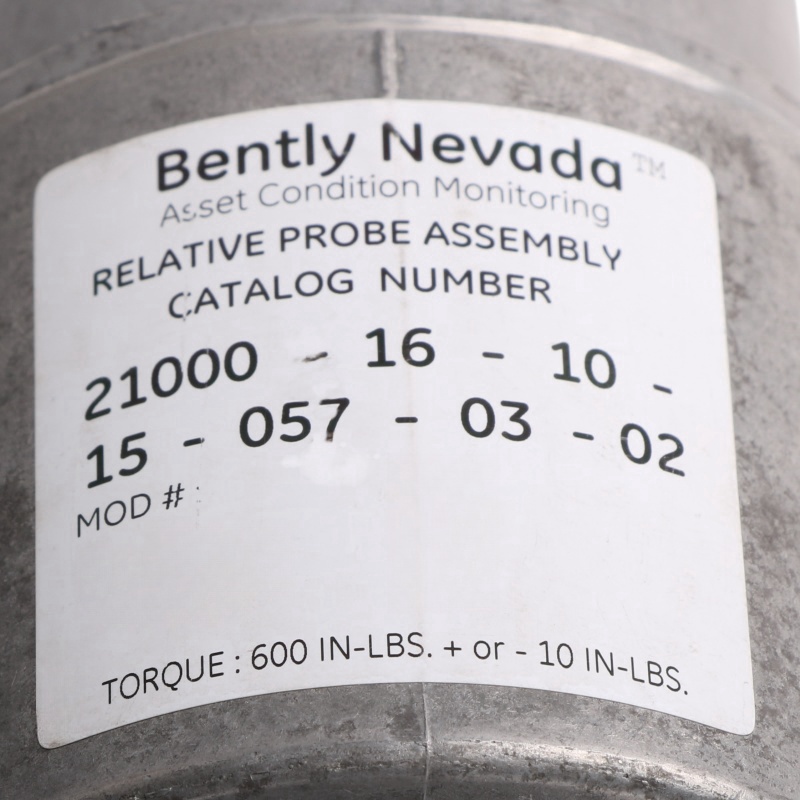 Bently Nevada™
Asset Condition Monitoring
RELATIVE PROBE ASSEMBLY
CATALOG NUMBER
21000 - 16 - 10 -
15 - 057 - 03 - 02
MOD # :
TORQUE : 600 IN-LBS. + or - 10 IN-LBS.